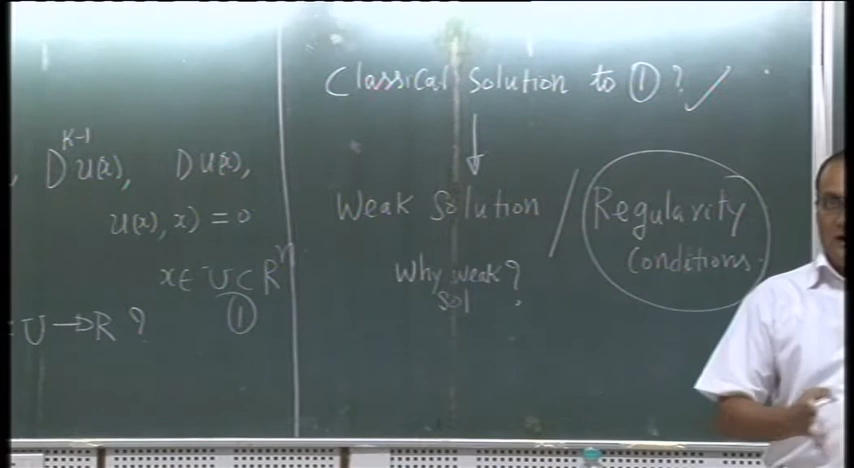 , D^{K-1} u(x), Du(x),
u(x), x) = 0
x ∈ U ⊂ R^n
①
: U → R ?
Classical Solution to ① ? ✓
↓
Weak Solution / Regularity Conditions.
Why weak sol ?